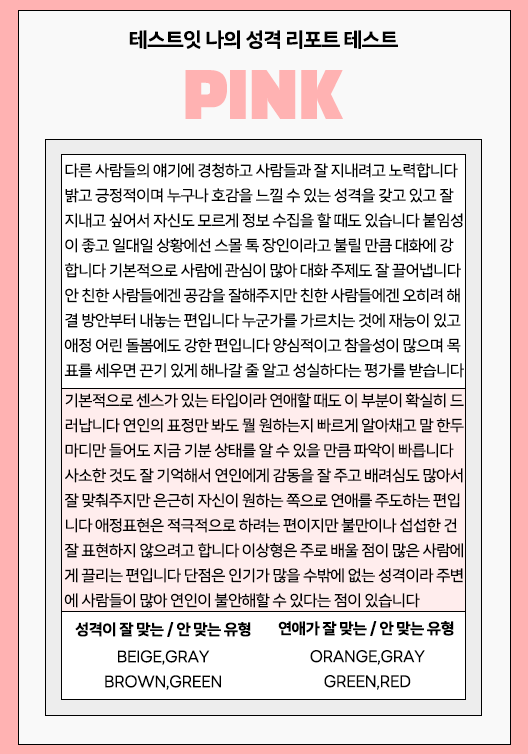 테스트잇 나의 성격 리포트 테스트
PINK
다른 사람들의 얘기에 경청하고 사람들과 잘 지내려고 노력합니다
밝고 긍정적이며 누구나 호감을 느낄 수 있는 성격을 갖고 있고 잘
지내고 싶어서 자신도 모르게 정보 수집을 할 때도 있습니다 붙임성
이 좋고 일대일 상황에선 스몰 톡 장인이라고 불릴 만큼 대화에 강
합니다 기본적으로 사람에 관심이 많아 대화 주제도 잘 끌어냅니다
안 친한 사람들에겐 공감을 잘해주지만 친한 사람들에겐 오히려 해
결 방안부터 내놓는 편입니다 누군가를 가르치는 것에 재능이 있고
애정 어린 돌봄에도 강한 편입니다 양심적이고 참을성이 많으며 목
표를 세우면 끈기 있게 해나갈 줄 알고 성실하다는 평가를 받습니다
기본적으로 센스가 있는 타입이라 연애할 때도 이 부분이 확실히 드
러납니다 연인의 표정만 봐도 뭘 원하는지 빠르게 알아채고 말 한두
마디만 들어도 지금 기분 상태를 알 수 있을 만큼 파악이 빠릅니다
사소한 것도 잘 기억해서 연인에게 감동을 잘 주고 배려심도 많아서
잘 맞춰주지만 은근히 자신이 원하는 쪽으로 연애를 주도하는 편입
니다 애정표현은 적극적으로 하려는 편이지만 불만이나 섭섭한 건
잘 표현하지 않으려고 합니다 이상형은 주로 배울 점이 많은 사람에
게 끌리는 편입니다 단점은 인기가 많을 수밖에 없는 성격이라 주변
에 사람들이 많아 연인이 불안해할 수 있다는 점이 있습니다
성격이 잘 맞는 / 안 맞는 유형
BEIGE,GRAY
BROWN,GREEN
연애가 잘 맞는 / 안 맞는 유형
ORANGE,GRAY
GREEN,RED